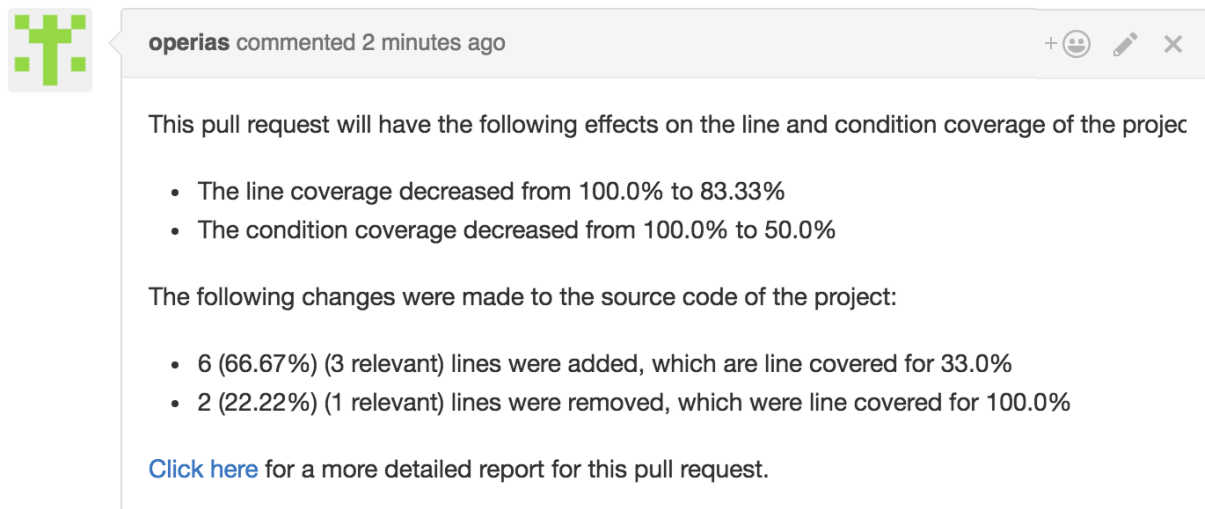 operias commented 2 minutes ago
This pull request will have the following effects on the line and condition coverage of the projec
• The line coverage decreased from 100.0% to 83.33%
• The condition coverage decreased from 100.0% to 50.0%
The following changes were made to the source code of the project:
• 6 (66.67%) (3 relevant) lines were added, which are line covered for 33.0%
• 2 (22.22%) (1 relevant) lines were removed, which were line covered for 100.0%
Click here for a more detailed report for this pull request.